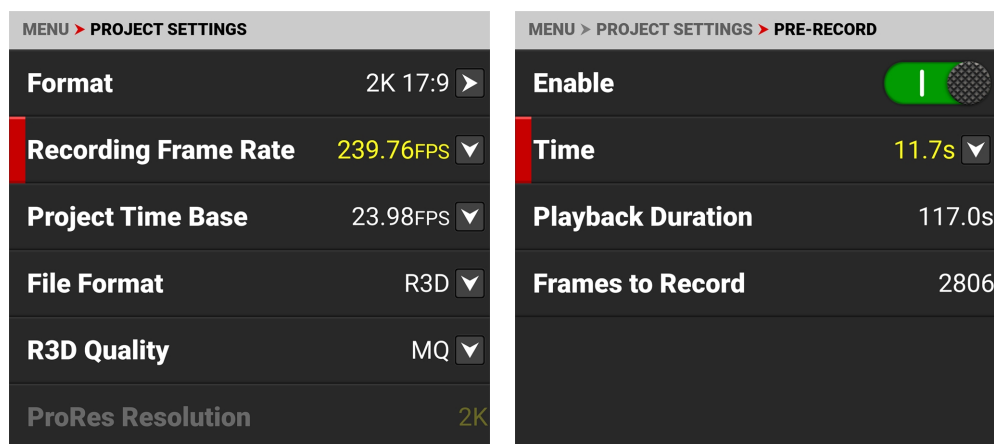 MENU ➤ PROJECT SETTINGS
Format 2K 17:9
Recording Frame Rate 239.76FPS
Project Time Base 23.98FPS
File Format R3D
R3D Quality MQ
ProRes Resolution 2K
MENU ➤ PROJECT SETTINGS ➤ PRE-RECORD
Enable
Time 11.7s
Playback Duration 117.0s
Frames to Record 2806